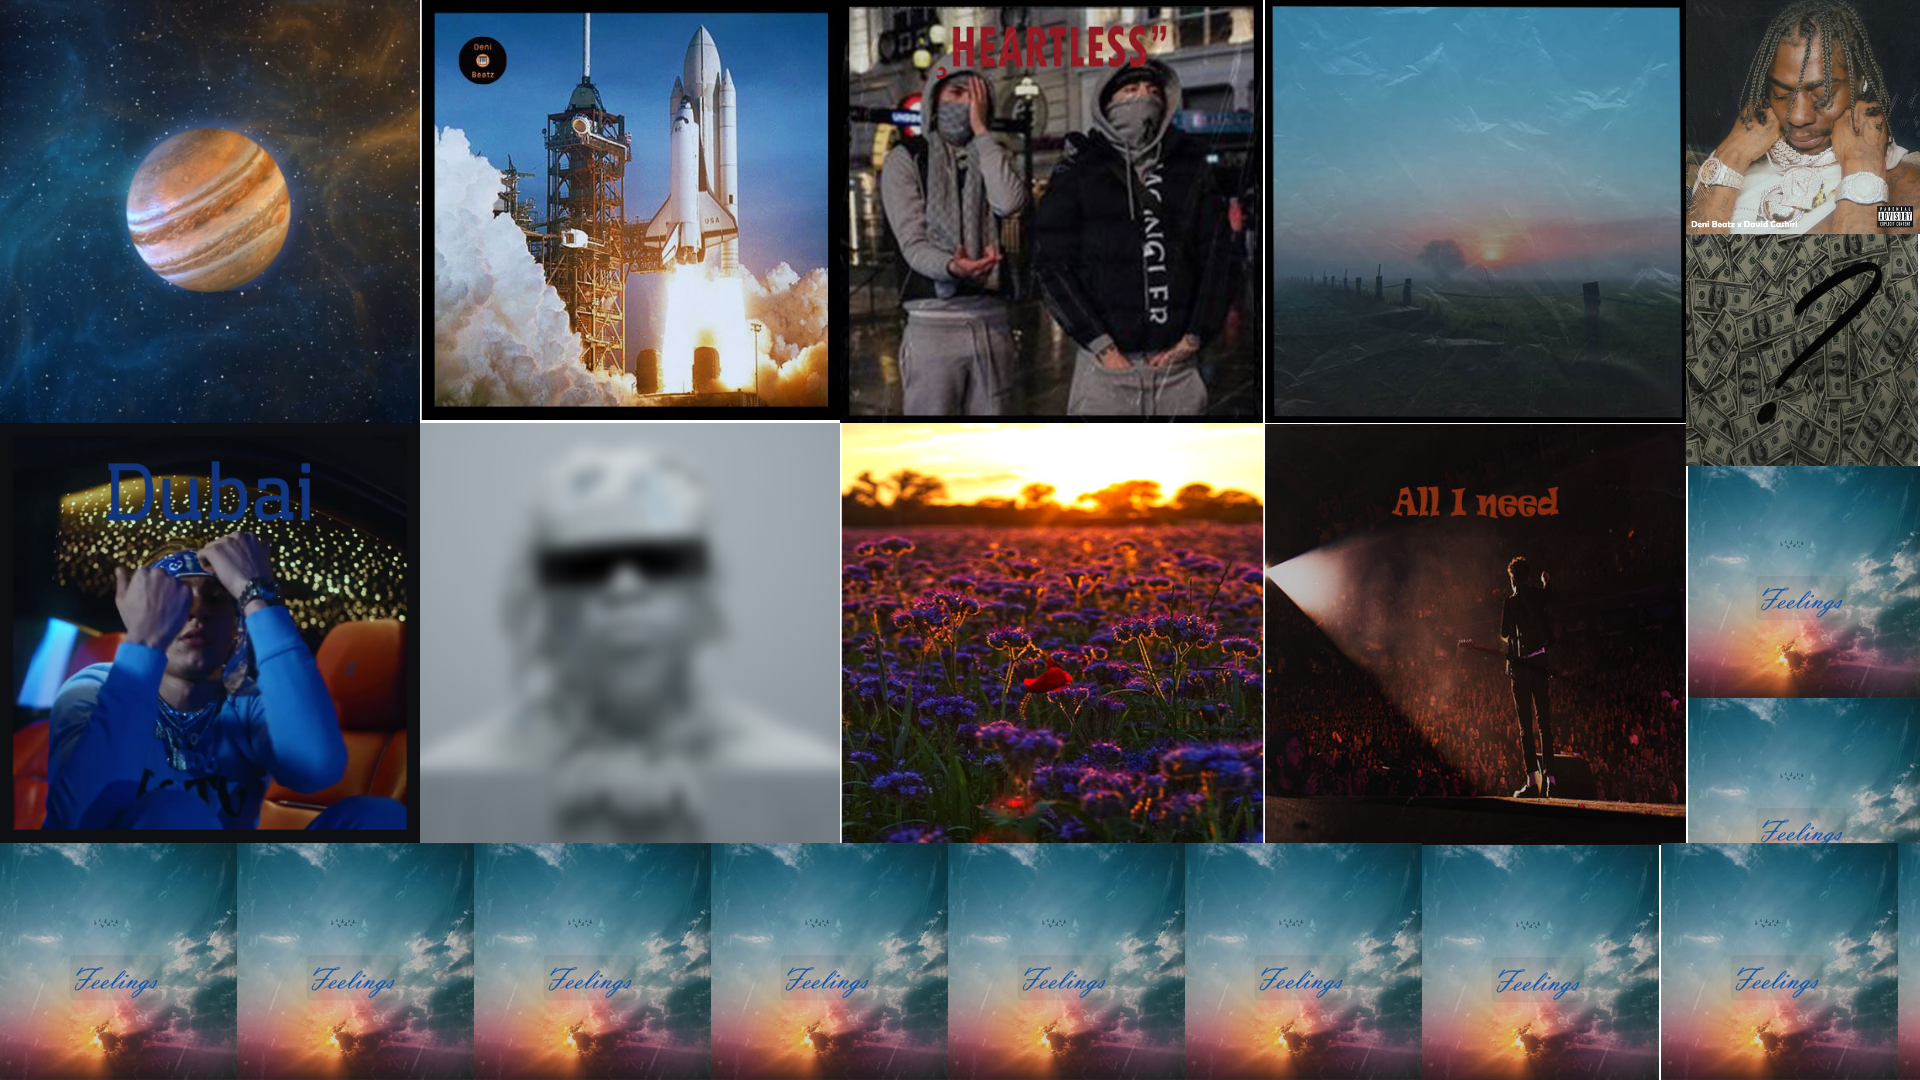 Deni
Beatz
USA
„HEARTLESS”
UNDE
MONCLER
Deni Beatz x David Cashiri
PARENTAL
ADVISORY
EXPLICIT CONTENT
Dubai
All I need
Feelings
Feelings
Feelings
Feelings
Feelings
Feelings
Feelings
Feelings
Feelings
Feelings